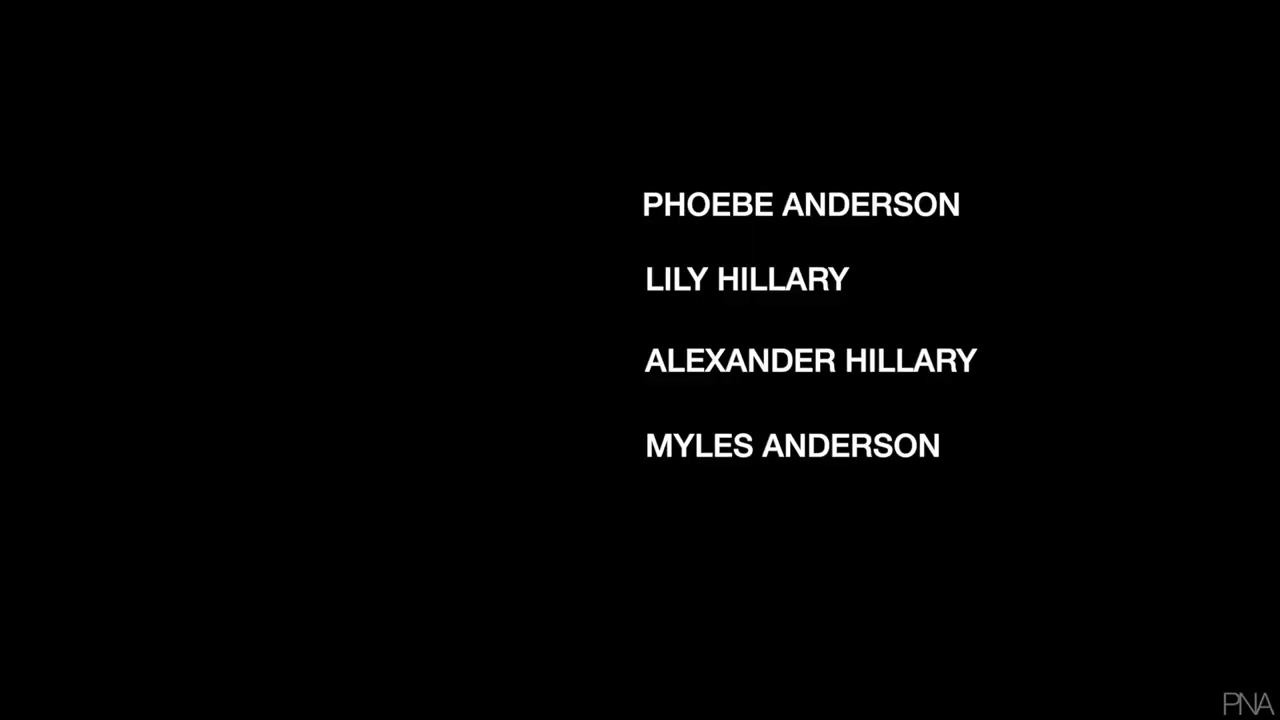 PHOEBE ANDERSON
LILY HILLARY
ALEXANDER HILLARY
MYLES ANDERSON
PNA